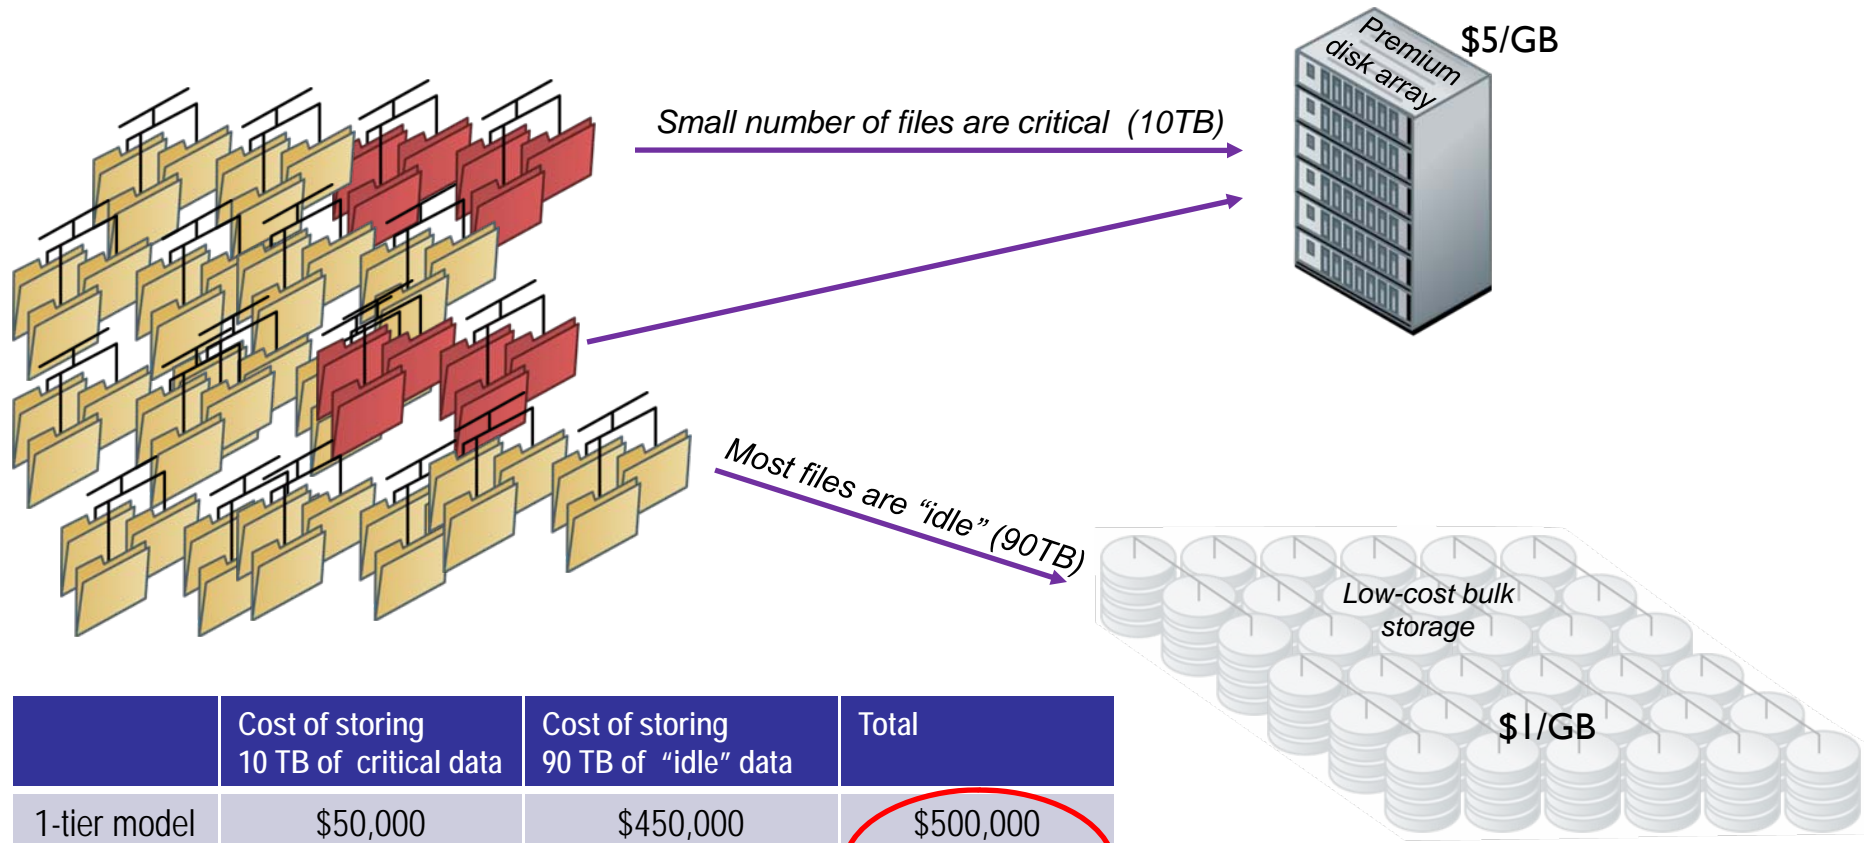 Premium
disk array
$5/GB
Small number of files are critical (10TB)
Most files are “idle” (90TB)
Low-cost bulk
storage
$1/GB
Cost of storing
10 TB of critical data
Cost of storing
90 TB of “idle” data
Total
1-tier model
$50,000
$450,000
$500,000